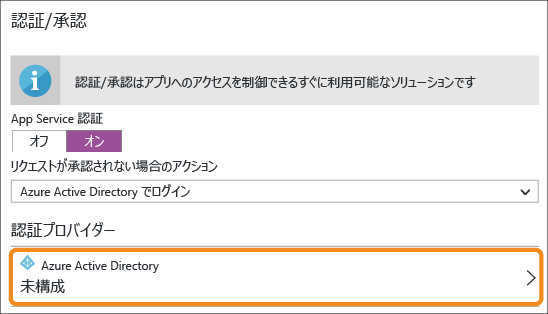 認証/承認
認証/承認はアプリへのアクセスを制御できるすぐに利用可能なソリューションです
App Service 認証
オフ オン
リクエストが承認されない場合のアクション
Azure Active Directory でログイン
認証プロバイダー
Azure Active Directory
未構成